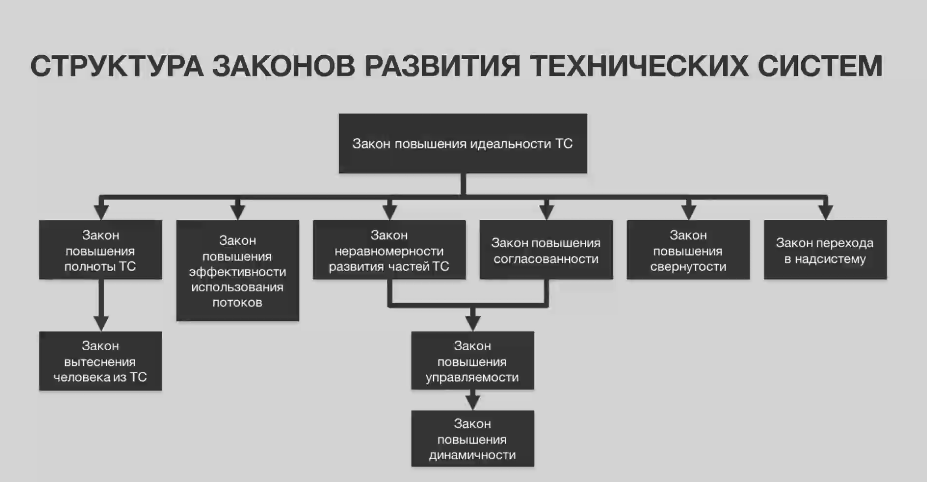 СТРУКТУРА ЗАКОНОВ РАЗВИТИЯ ТЕХНИЧЕСКИХ СИСТЕМ
Закон повышения идеальности ТС
Закон
повышения
полноты ТС
Закон
повышения
эффективности
использования
потоков
Закон
неравномерности
развития частей ТС
Закон повышения
согласованности
Закон
повышения
свернутости
Закон перехода
в надсистему
Закон
вытеснения
человека из ТС
Закон
повышения
управляемости
Закон
повышения
динамичности